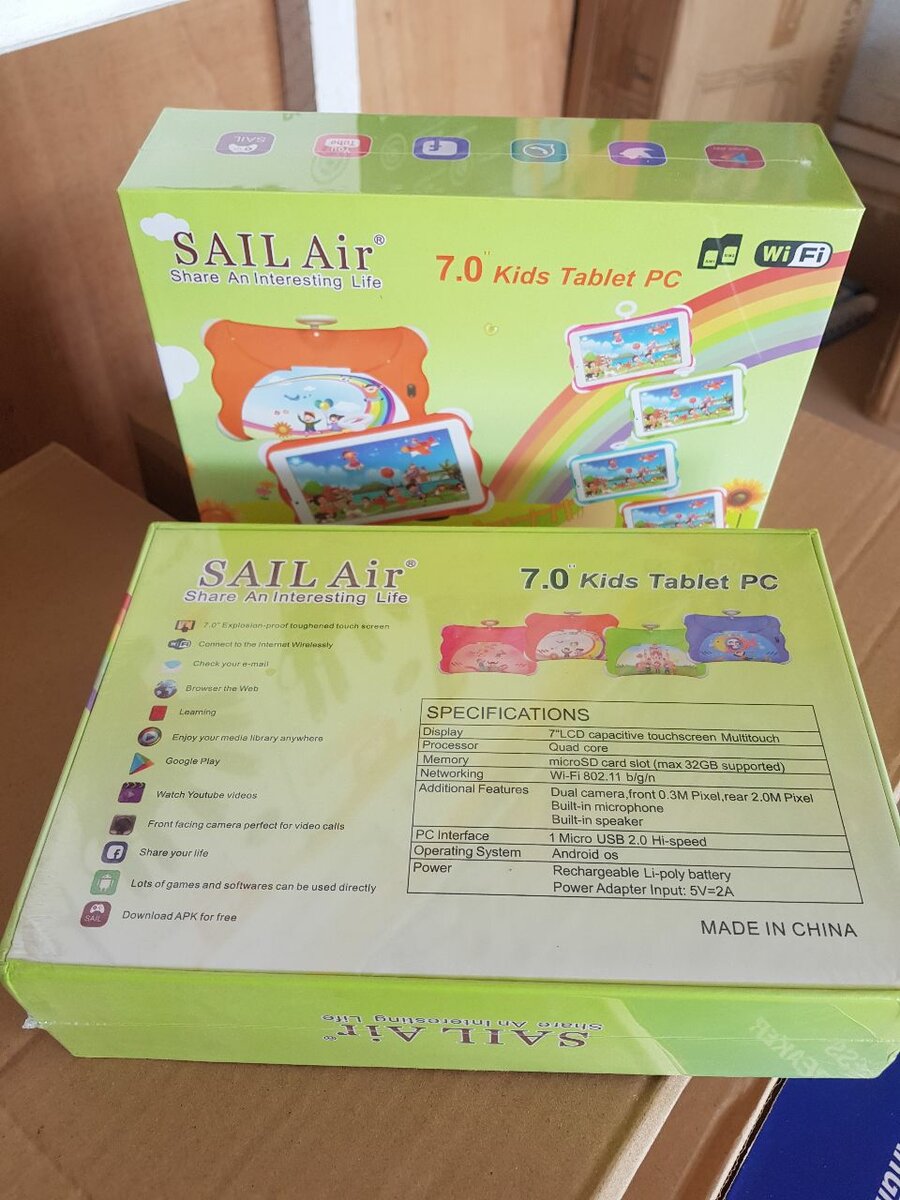 SAIL
You Tube
SAIL Air®
Share An Interesting Life
7.0" Kids Tablet PC
WiFi
SAIL Air®
Share An Interesting Life
7.0" Kids Tablet PC
7.0" Explosion-proof toughened touch screen
Connect to the Internet Wirelessly
Check your e-mail
Browser the Web
Learning
Enjoy your media library anywhere
Google Play
Watch Youtube videos
Front facing camera perfect for video calls
Share your life
Lots of games and softwares can be used directly
SAIL
Download APK for free
SPECIFICATIONS
Display 7"LCD capacitive touchscreen Multitouch
Processor Quad core
Memory microSD card slot (max 32GB supported)
Networking Wi-Fi 802.11 b/g/n
Additional Features Dual camera,front 0.3M Pixel,rear 2.0M Pixel
Built-in microphone
Built-in speaker
PC Interface 1 Micro USB 2.0 Hi-speed
Operating System Android os
Power Rechargeable Li-poly battery
Power Adapter Input: 5V=2A
MADE IN CHINA
SAIL Air®
Share An Interesting Life